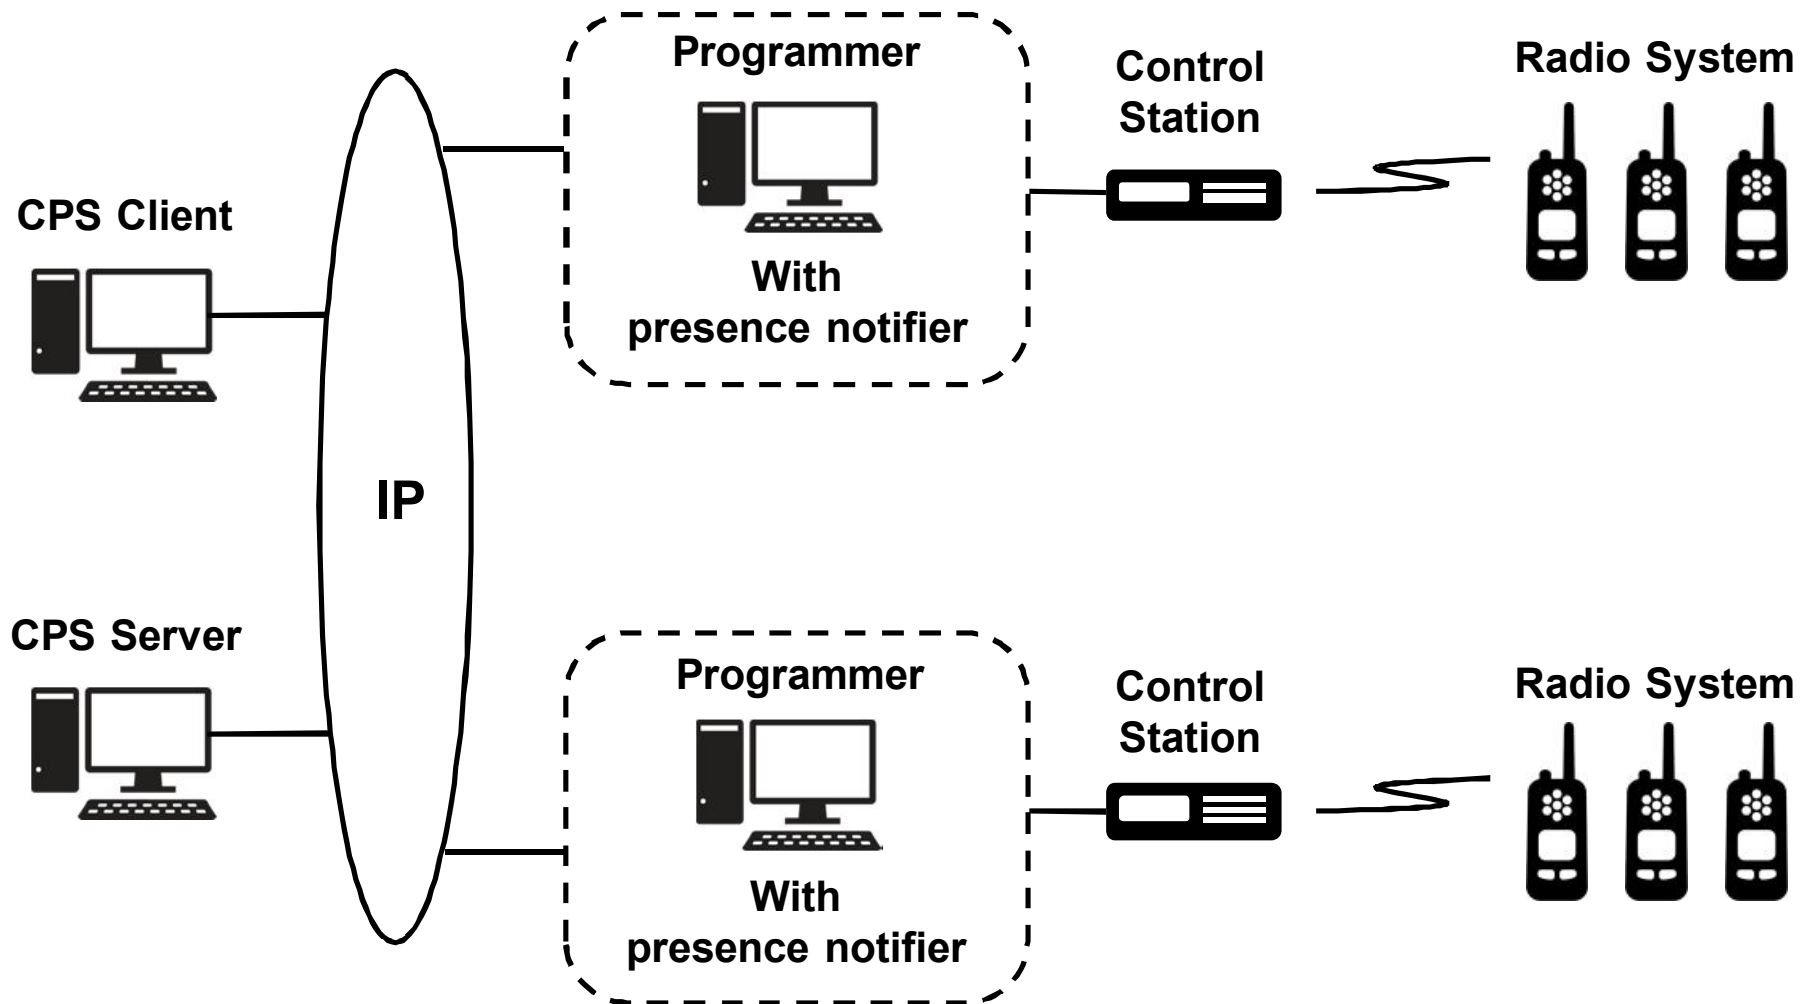 Programmer
Control
Station
Radio System
CPS Client
With
presence notifier
IP
CPS Server
Programmer
Control
Station
Radio System
With
presence notifier